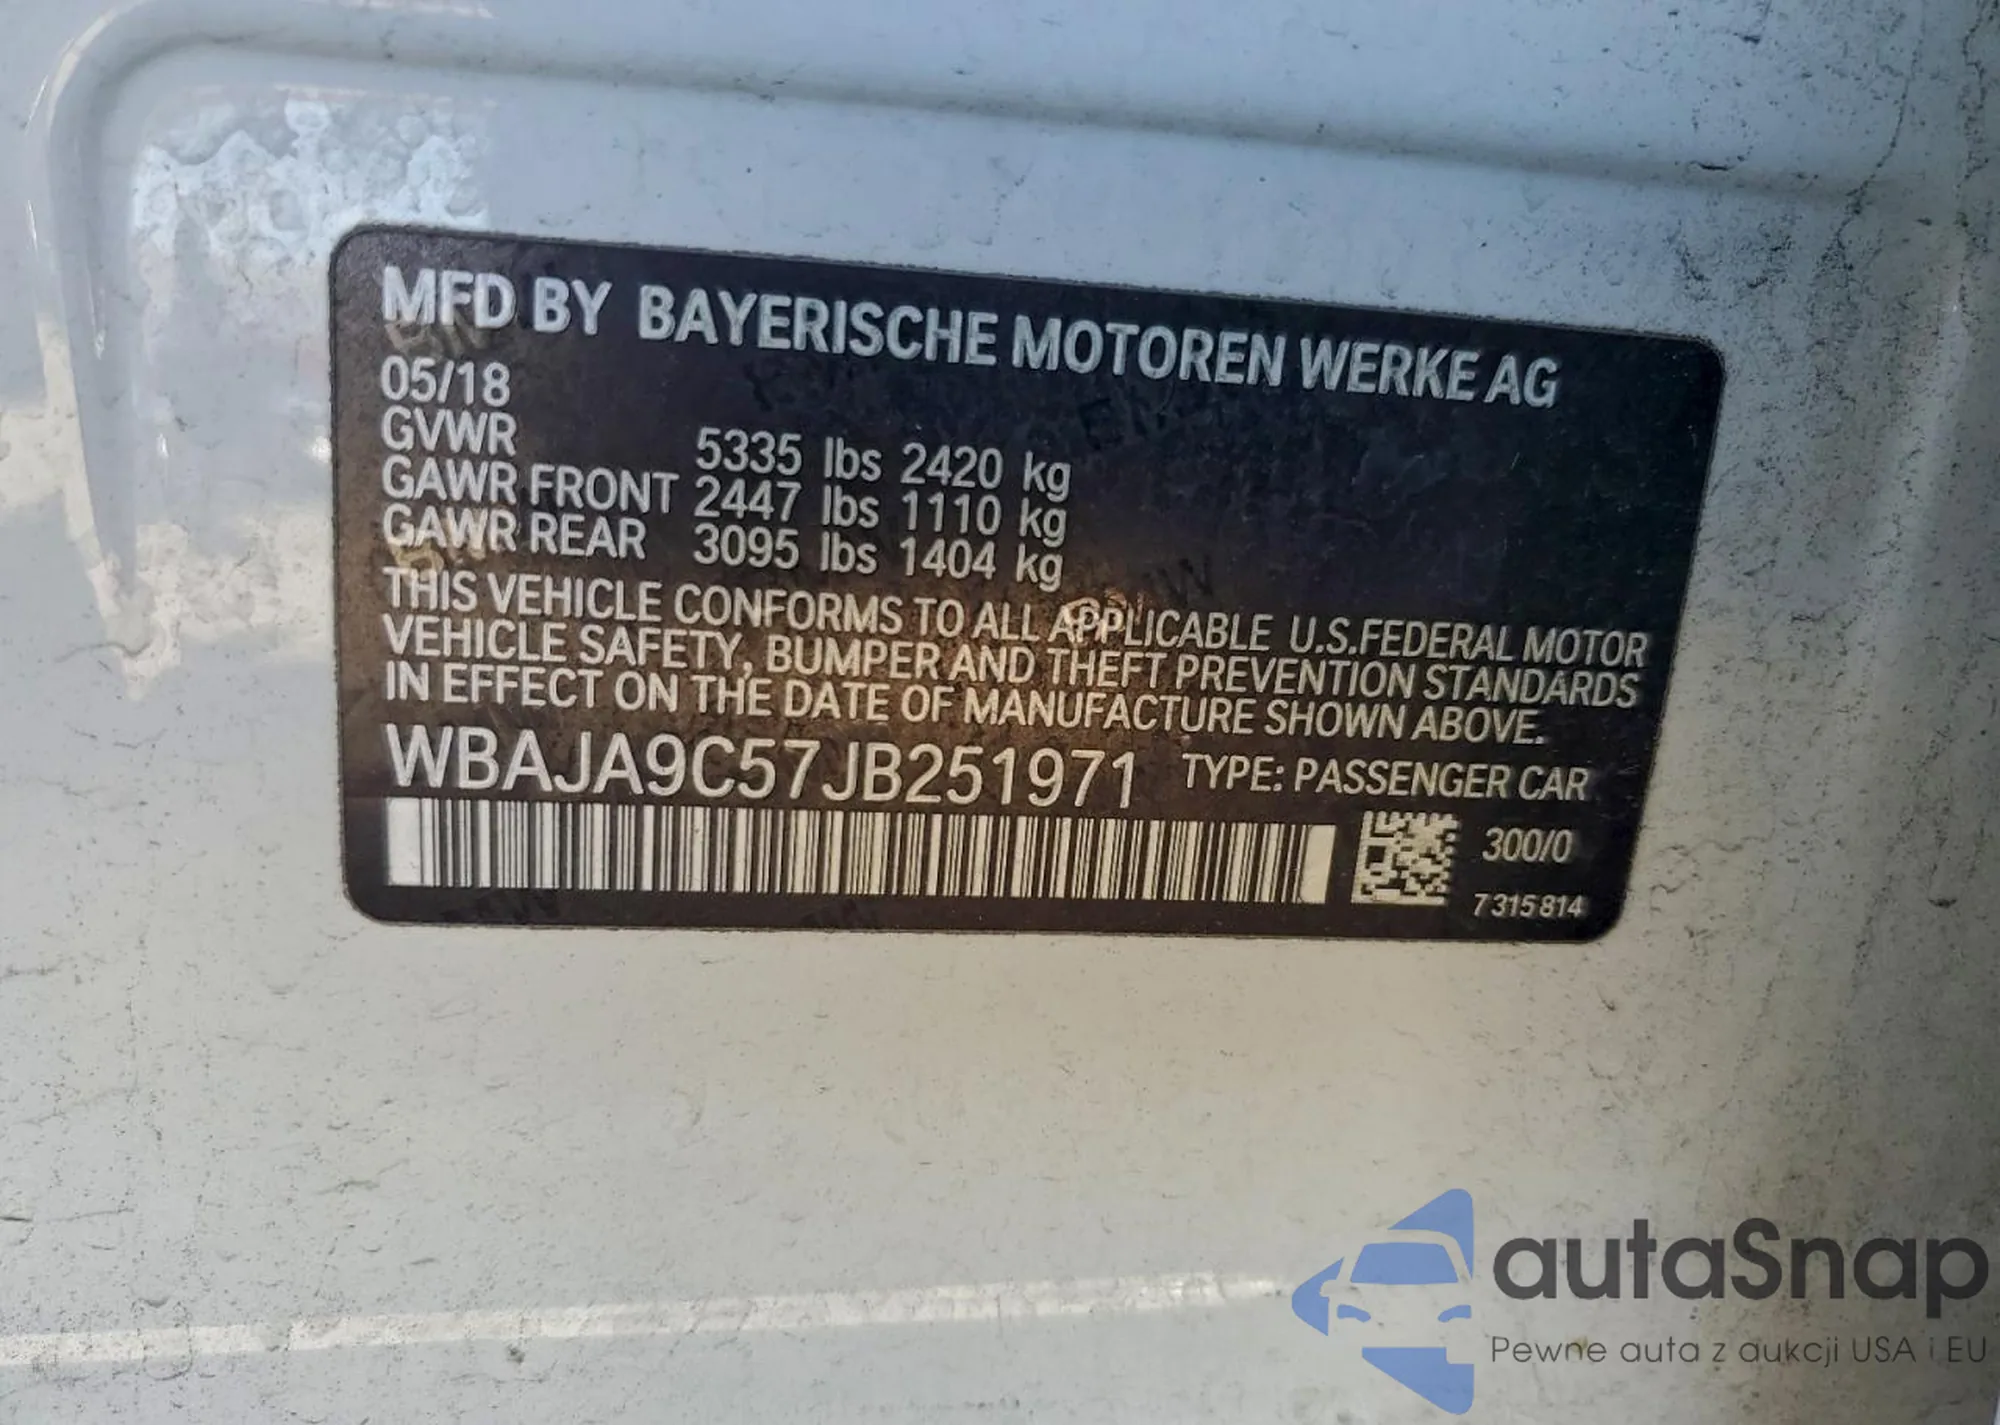 MFD BY BAYERISCHE MOTOREN WERKE AG
05/18
GVWR 5335 lbs 2420 kg
GAWR FRONT 2447 lbs 1110 kg
GAWR REAR 3095 lbs 1404 kg
THIS VEHICLE CONFORMS TO ALL APPLICABLE U.S.FEDERAL MOTOR
VEHICLE SAFETY, BUMPER AND THEFT PREVENTION STANDARDS
IN EFFECT ON THE DATE OF MANUFACTURE SHOWN ABOVE.
WBAJA9C57JB251971 TYPE: PASSENGER CAR
300/0
7315814
autaSnap
Pewne auta z aukcji USA i EU